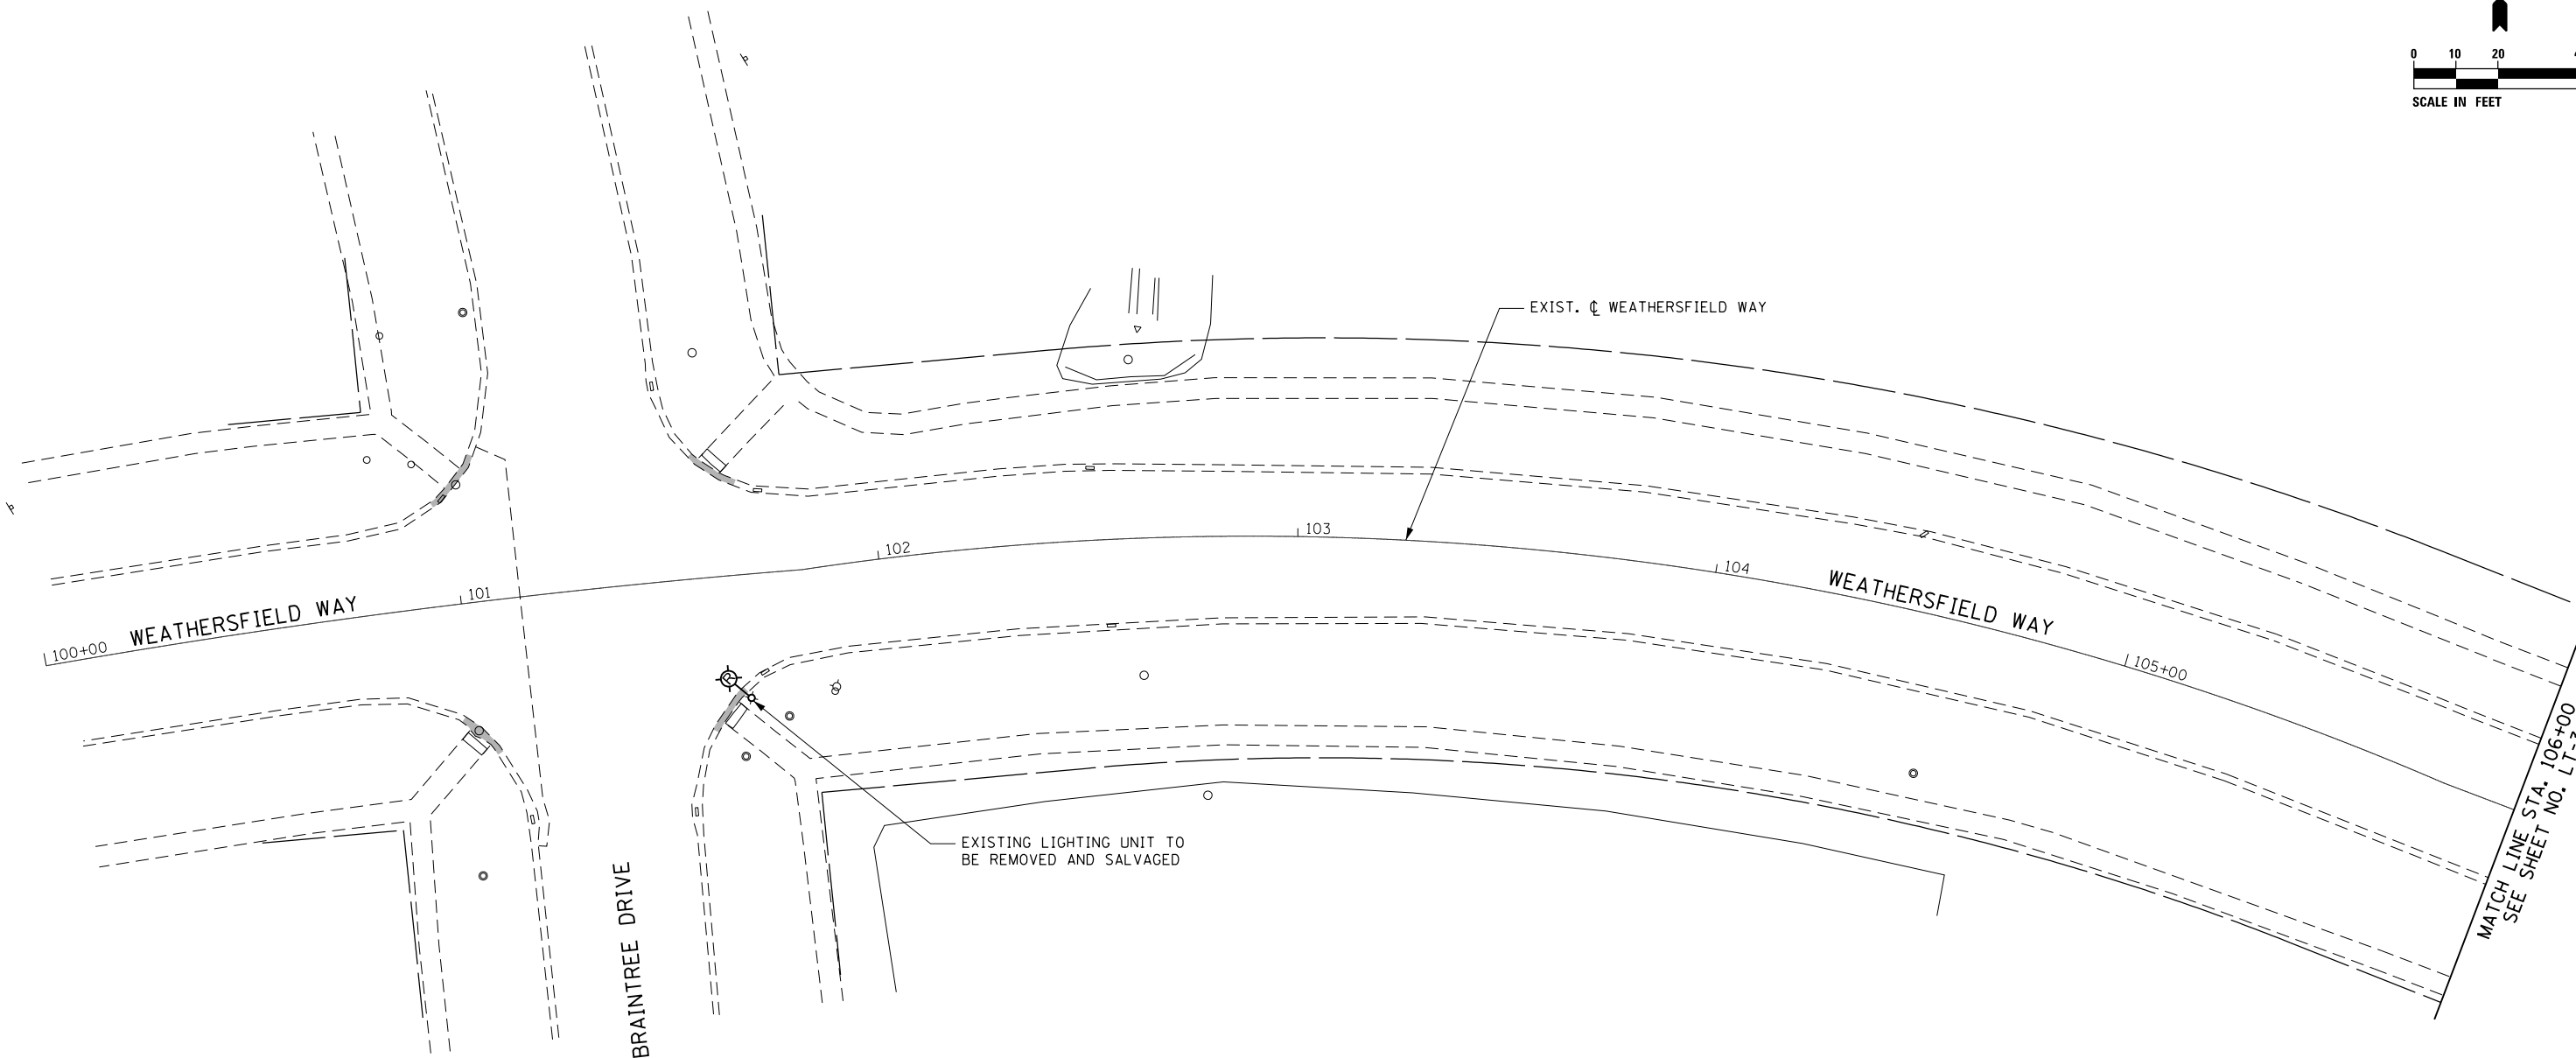 0 10 20
SCALE IN FEET
EXIST. ℄ WEATHERSFIELD WAY
103
102
104
WEATHERSFIELD WAY
101
WEATHERSFIELD WAY
100+00
105+00
R
MATCH LINE STA. 106+00
SEE SHEET NO.
EXISTING LIGHTING UNIT TO
BE REMOVED AND SALVAGED
BRAINTREE DRIVE